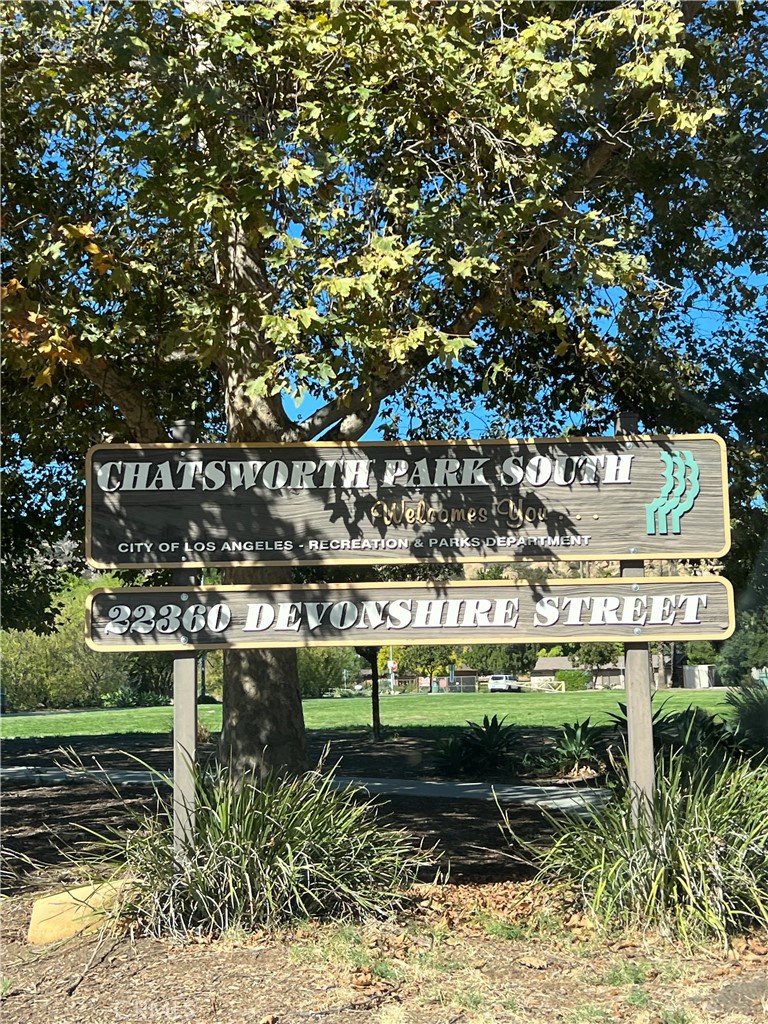 CHATSWORTH PARK SOUTH
Welcomes You . . .
CITY OF LOS ANGELES - RECREATION & PARKS DEPARTMENT
22360 DEVONSHIRE STREET